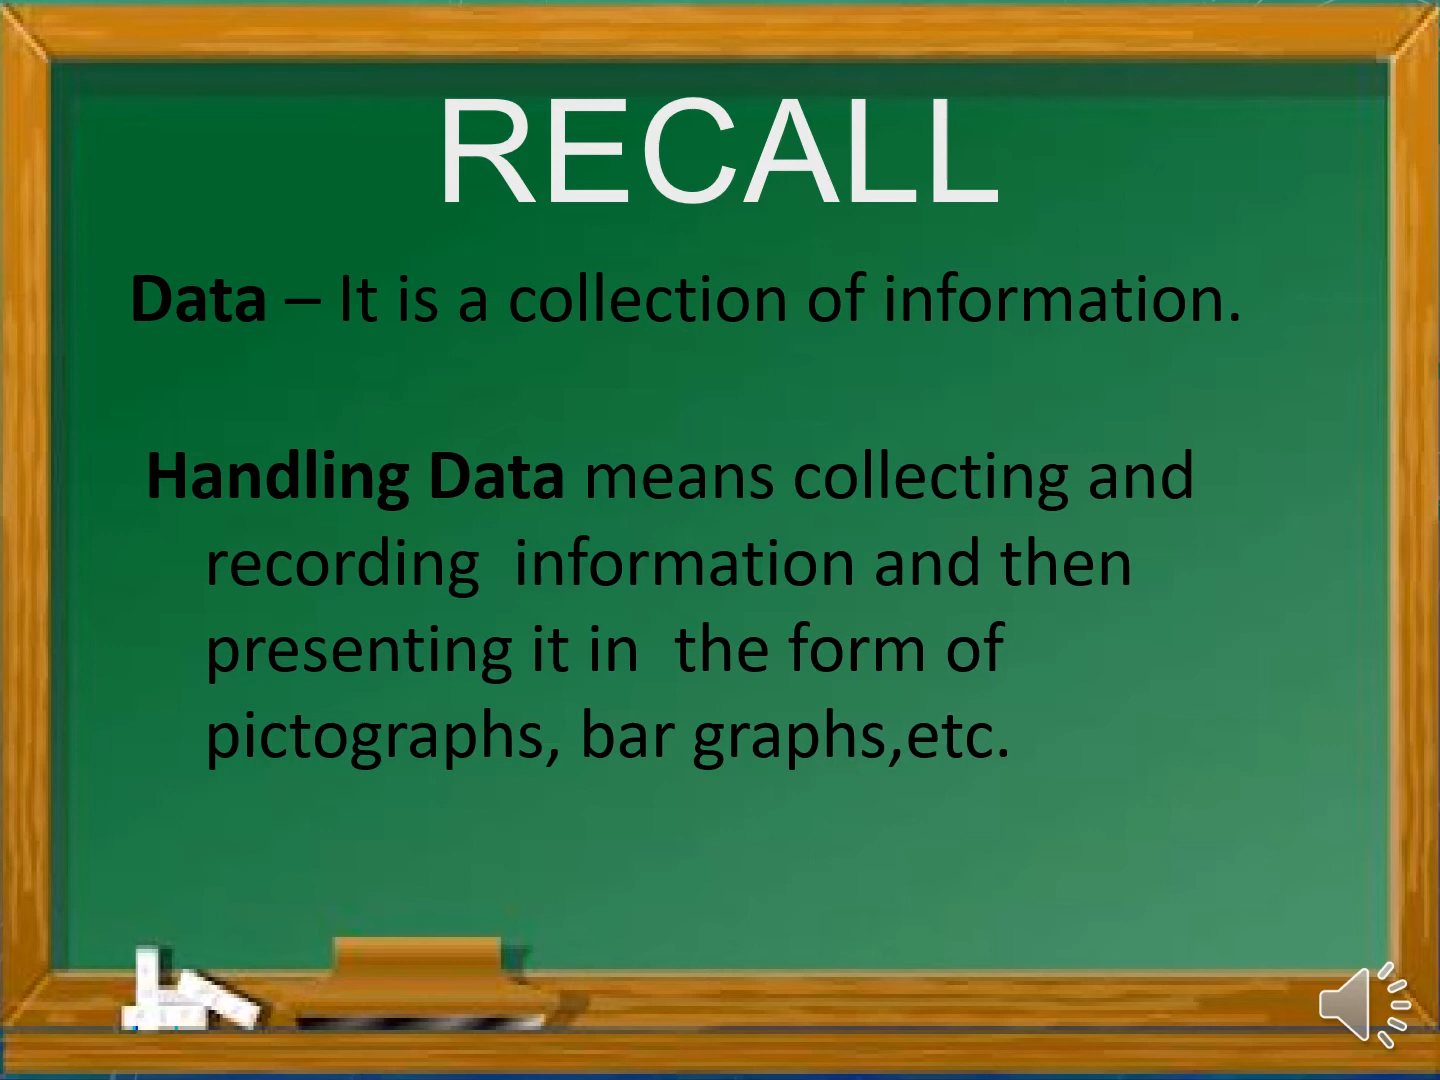 RECALL
Data – It is a collection of information.
Handling Data means collecting and
recording  information and then
presenting it in  the form of
pictographs, bar graphs,etc.